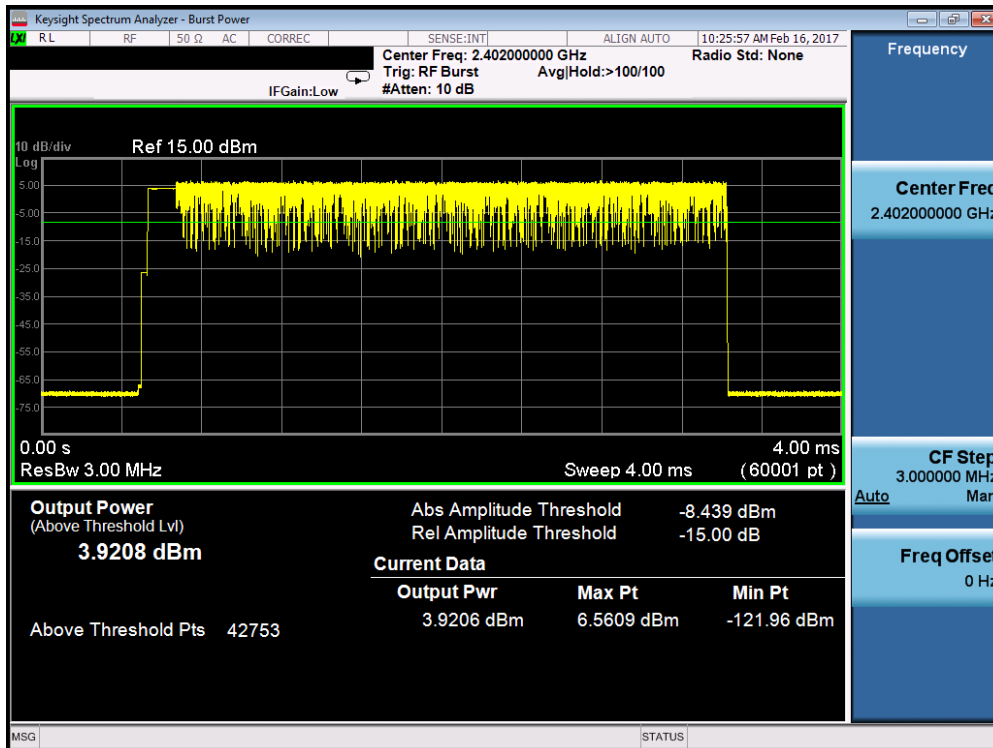 Keysight Spectrum Analyzer - Burst Power
LXI RL RF 50 Ω AC CORREC SENSE:INT ALIGN AUTO 10:25:57 AM Feb 16, 2017
Center Freq: 2.402000000 GHz Radio Std: None
Trig: RF Burst Avg|Hold:>100/100
IFGain:Low #Atten: 10 dB
10 dB/div Ref 15.00 dBm
Log
5.00
-5.00
-15.0
-25.0
-35.0
-45.0
-55.0
-65.0
-75.0
0.00 s 4.00 ms
ResBw 3.00 MHz Sweep 4.00 ms (60001 pt )
Output Power
(Above Threshold Lvl)
3.9208 dBm
Above Threshold Pts 42753
Abs Amplitude Threshold -8.439 dBm
Rel Amplitude Threshold -15.00 dB
Current Data
Output Pwr Max Pt Min Pt
3.9206 dBm 6.5609 dBm -121.96 dBm
Frequency
Center Freq
2.402000000 GHz
CF Step
3.000000 MHz
Auto Man
Freq Offset
0 Hz
MSG STATUS